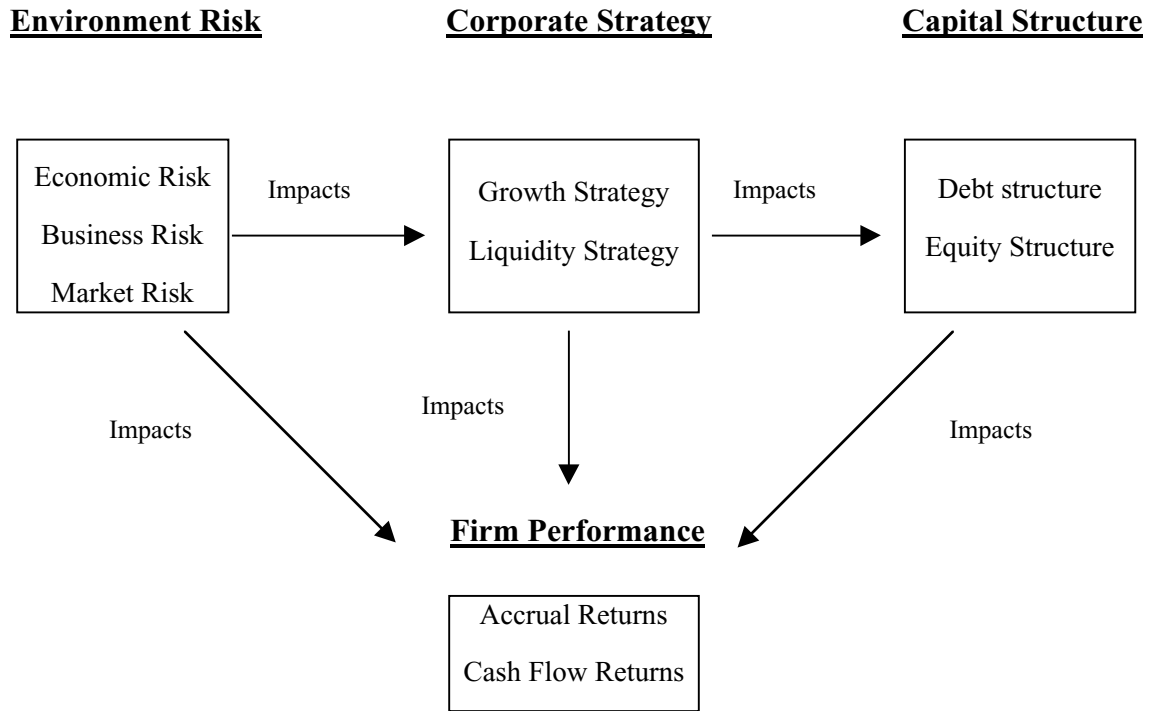 Environment Risk
Corporate Strategy
Capital Structure
Economic Risk
Business Risk
Market Risk
Impacts
Growth Strategy
Liquidity Strategy
Impacts
Debt structure
Equity Structure
Impacts
Impacts
Impacts
Firm Performance
Accrual Returns
Cash Flow Returns